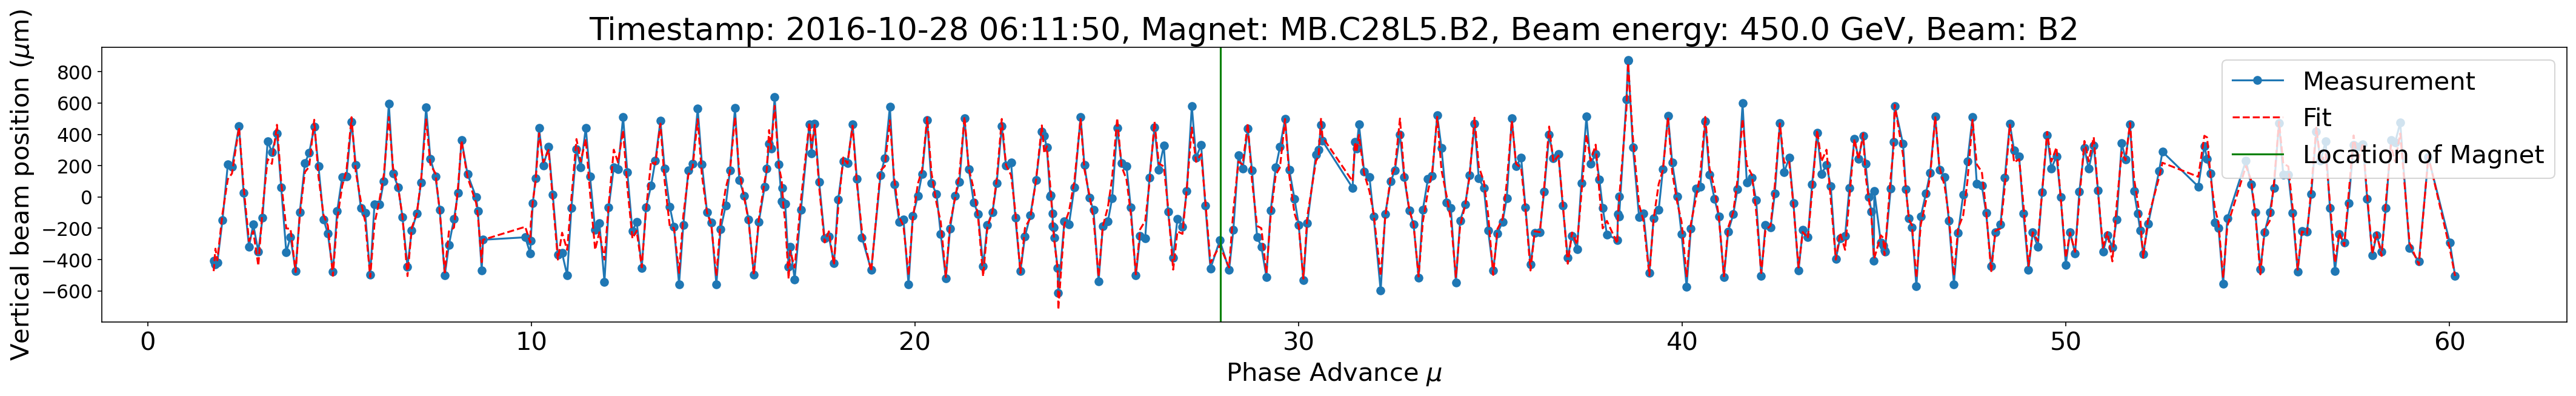 Timestamp: 2016-10-28 06:11:50, Magnet: MB.C28L5.B2, Beam energy: 450.0 GeV, Beam: B2
Vertical beam position (μm)
800
600
400
200
0
−200
−400
−600
Measurement
Fit
Location of Magnet
0 10 20 30 40 50 60
Phase Advance μ